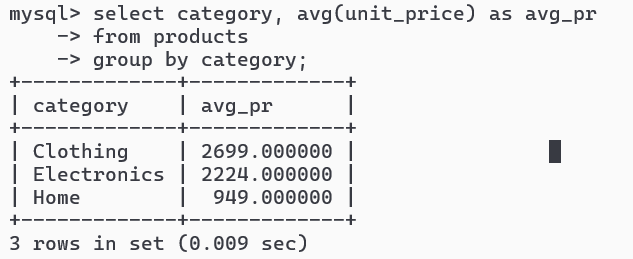 mysql> select category, avg(unit_price) as avg_pr
    -> from products
    -> group by category;
+-------------+-------------+
| category    | avg_pr      |
+-------------+-------------+
| Clothing    | 2699.000000 |
| Electronics | 2224.000000 |
| Home        |  949.000000 |
+-------------+-------------+
3 rows in set (0.009 sec)